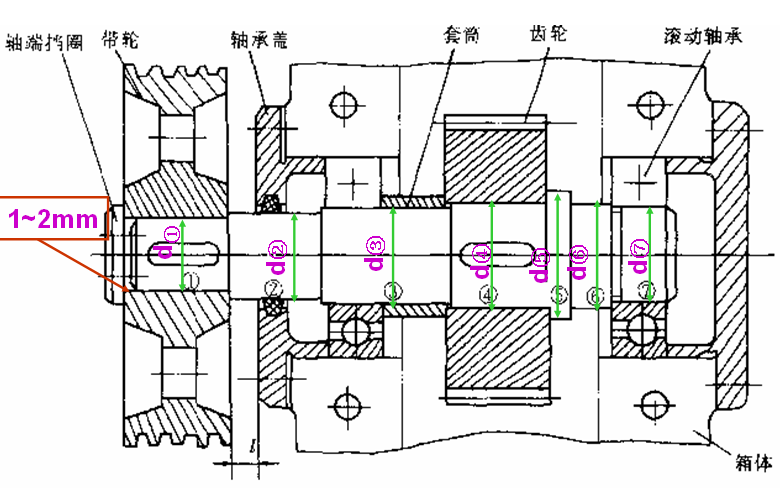 轴端挡圈
带轮
轴承盖
套筒
齿轮
滚动轴承
1~2mm
d①
d②
d③
d④
d⑤
d⑥
d⑦
①
②
③
④
⑤
⑥
⑦
l
箱体